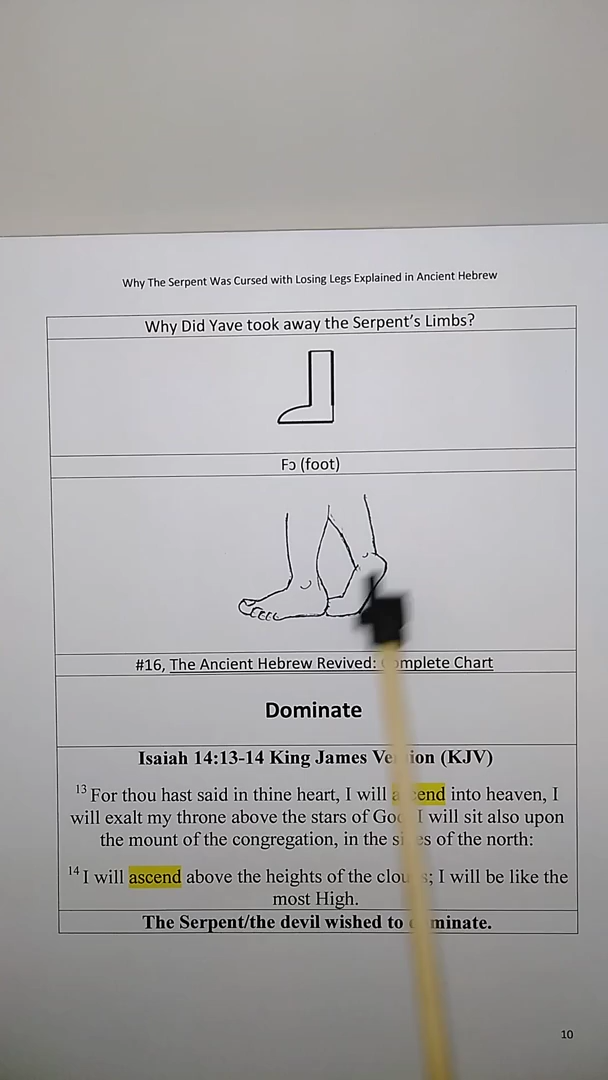 Why The Serpent Was Cursed with Losing Legs Explained in Ancient Hebrew
Why Did Yave took away the Serpent's Limbs?
Fɔ (foot)
#16, The Ancient Hebrew Revived: Complete Chart
Dominate
Isaiah 14:13-14 King James Version (KJV)
13 For thou hast said in thine heart, I will ascend into heaven, I
will exalt my throne above the stars of God: I will sit also upon
the mount of the congregation, in the sides of the north:
14 I will ascend above the heights of the clouds; I will be like the
most High.
The Serpent/the devil wished to dominate.
10